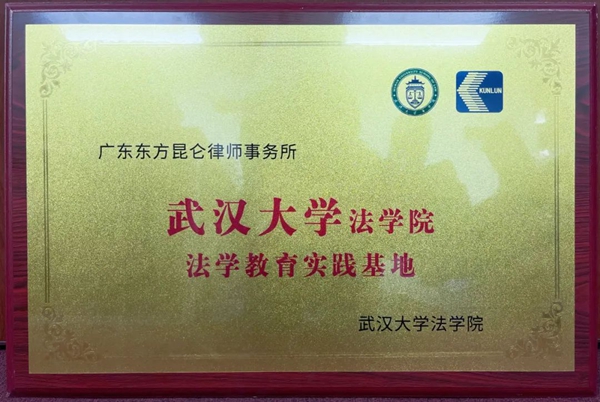 KUNLUN
广东东方昆仑律师事务所
武汉大学法学院
法学教育实践基地
武汉大学法学院